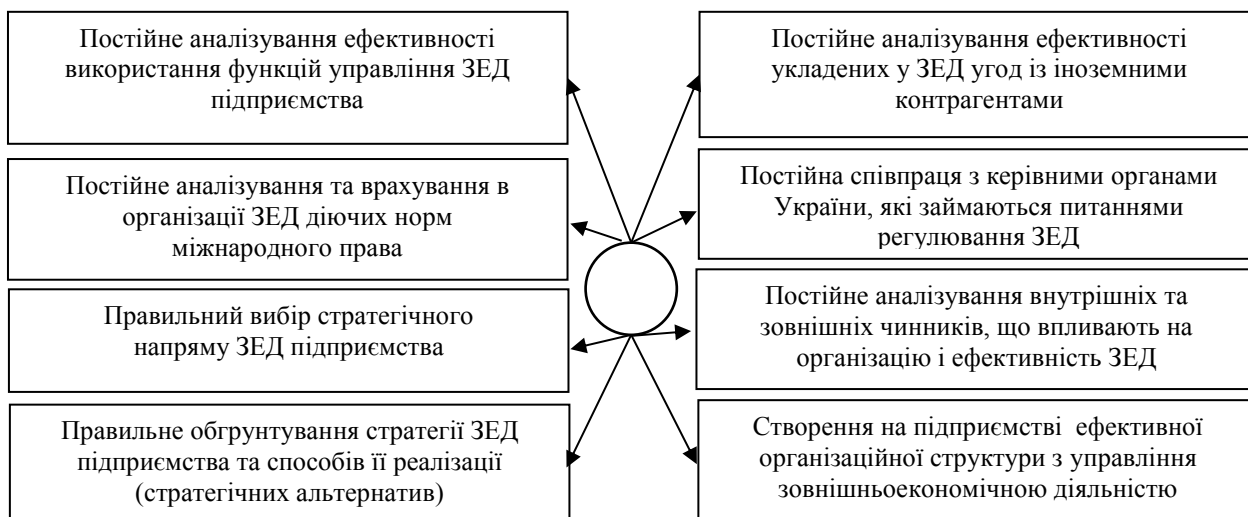 Постійне аналізування ефективності
використання функцій управління ЗЕД
підприємства
Постійне аналізування та врахування в
організації ЗЕД діючих норм
міжнародного права
Правильний вибір стратегічного
напряму ЗЕД підприємства
Правильне обгрунтування стратегії ЗЕД
підприємства та способів її реалізації
(стратегічних альтернатив)
Постійне аналізування ефективності
укладених у ЗЕД угод із іноземними
контрагентами
Постійна співпраця з керівними органами
України, які займаються питаннями
регулювання ЗЕД
Постійне аналізування внутрішніх та
зовнішніх чинників, що впливають на
організацію і ефективність ЗЕД
Створення на підприємстві ефективної
організаційної структури з управління
зовнішньоекономічною діяльністю